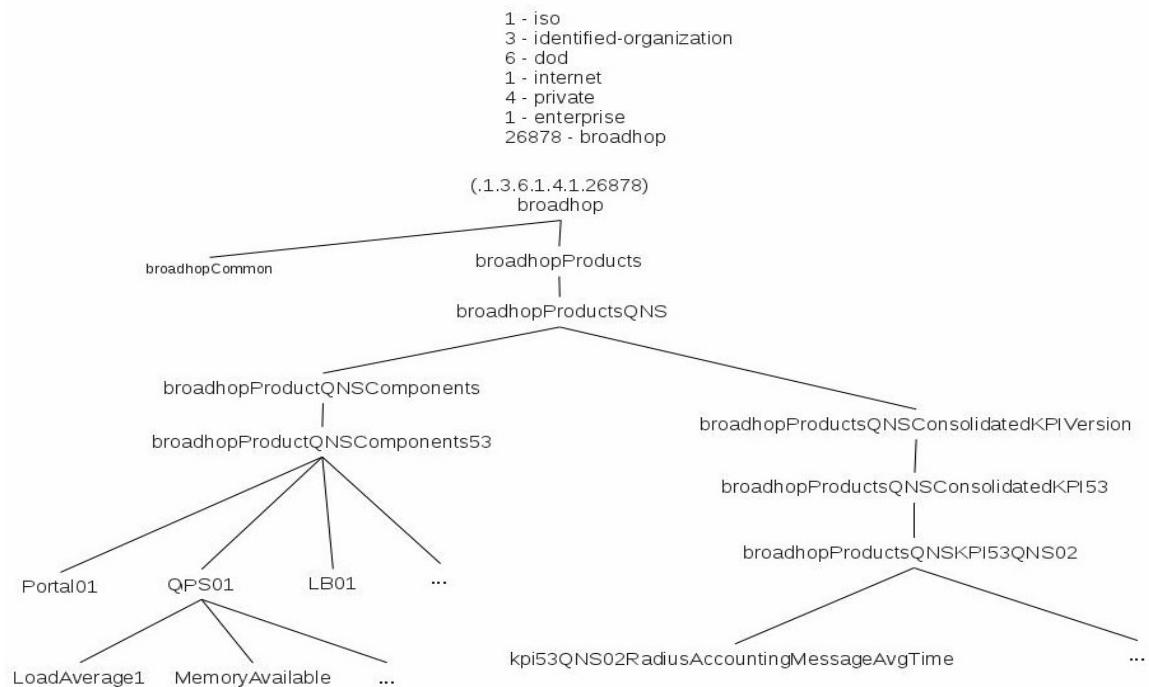 1 - iso
3 - identified-organization
6 - dod
1 - internet
4 - private
1 - enterprise
26878 - broadhop
(.1.3.6.1.4.1.26878)
broadhop
broadhopCommon
broadhopProducts
broadhopProductsQNS
broadhopProductQNSComponents
broadhopProductQNSComponents53
broadhopProductsQNSConsolidatedKPIVersion
broadhopProductsQNSConsolidatedKPI53
broadhopProductsQNSKPI53QNS02
Portal01
QPS01
LB01
...
LoadAverage1
MemoryAvailable
...
kpi53QNS02RadiusAccountingMessageAvgTime
...